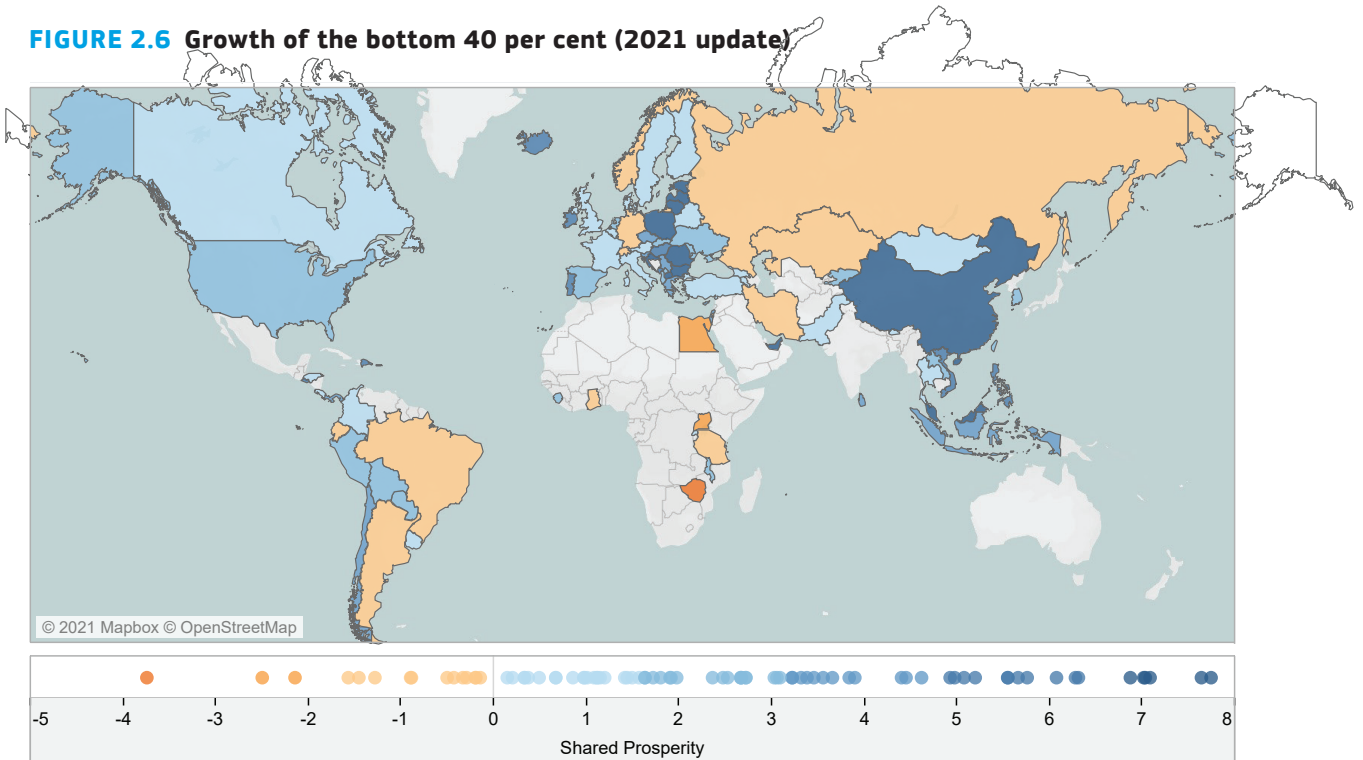 FIGURE 2.6 Growth of the bottom 40 per cent (2021 update)
© 2021 Mapbox © OpenStreetMap
-5 -4 -3 -2 -1 0 1 2 3 4 5 6 7 8
Shared Prosperity